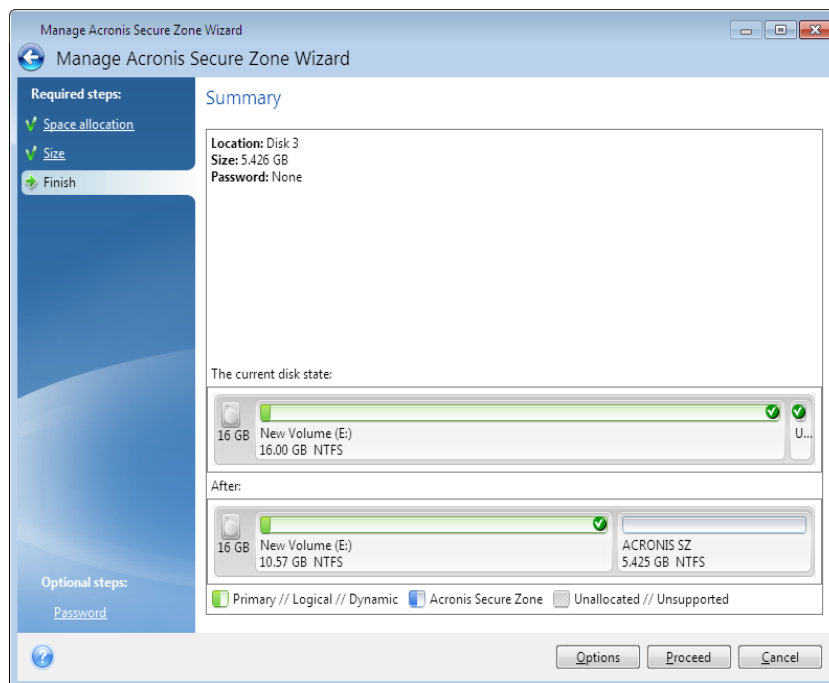 Manage Acronis Secure Zone Wizard
Manage Acronis Secure Zone Wizard
Required steps:
Space allocation
Size
Finish
Optional steps:
Password
Summary
Location: Disk 3
Size: 5.426 GB
Password: None
The current disk state:
16 GB
New Volume (E:)
16.00 GB NTFS
U...
After:
16 GB
New Volume (E:)
10.57 GB NTFS
ACRONIS SZ
5.425 GB NTFS
Primary // Logical // Dynamic Acronis Secure Zone Unallocated // Unsupported
? Options Proceed Cancel